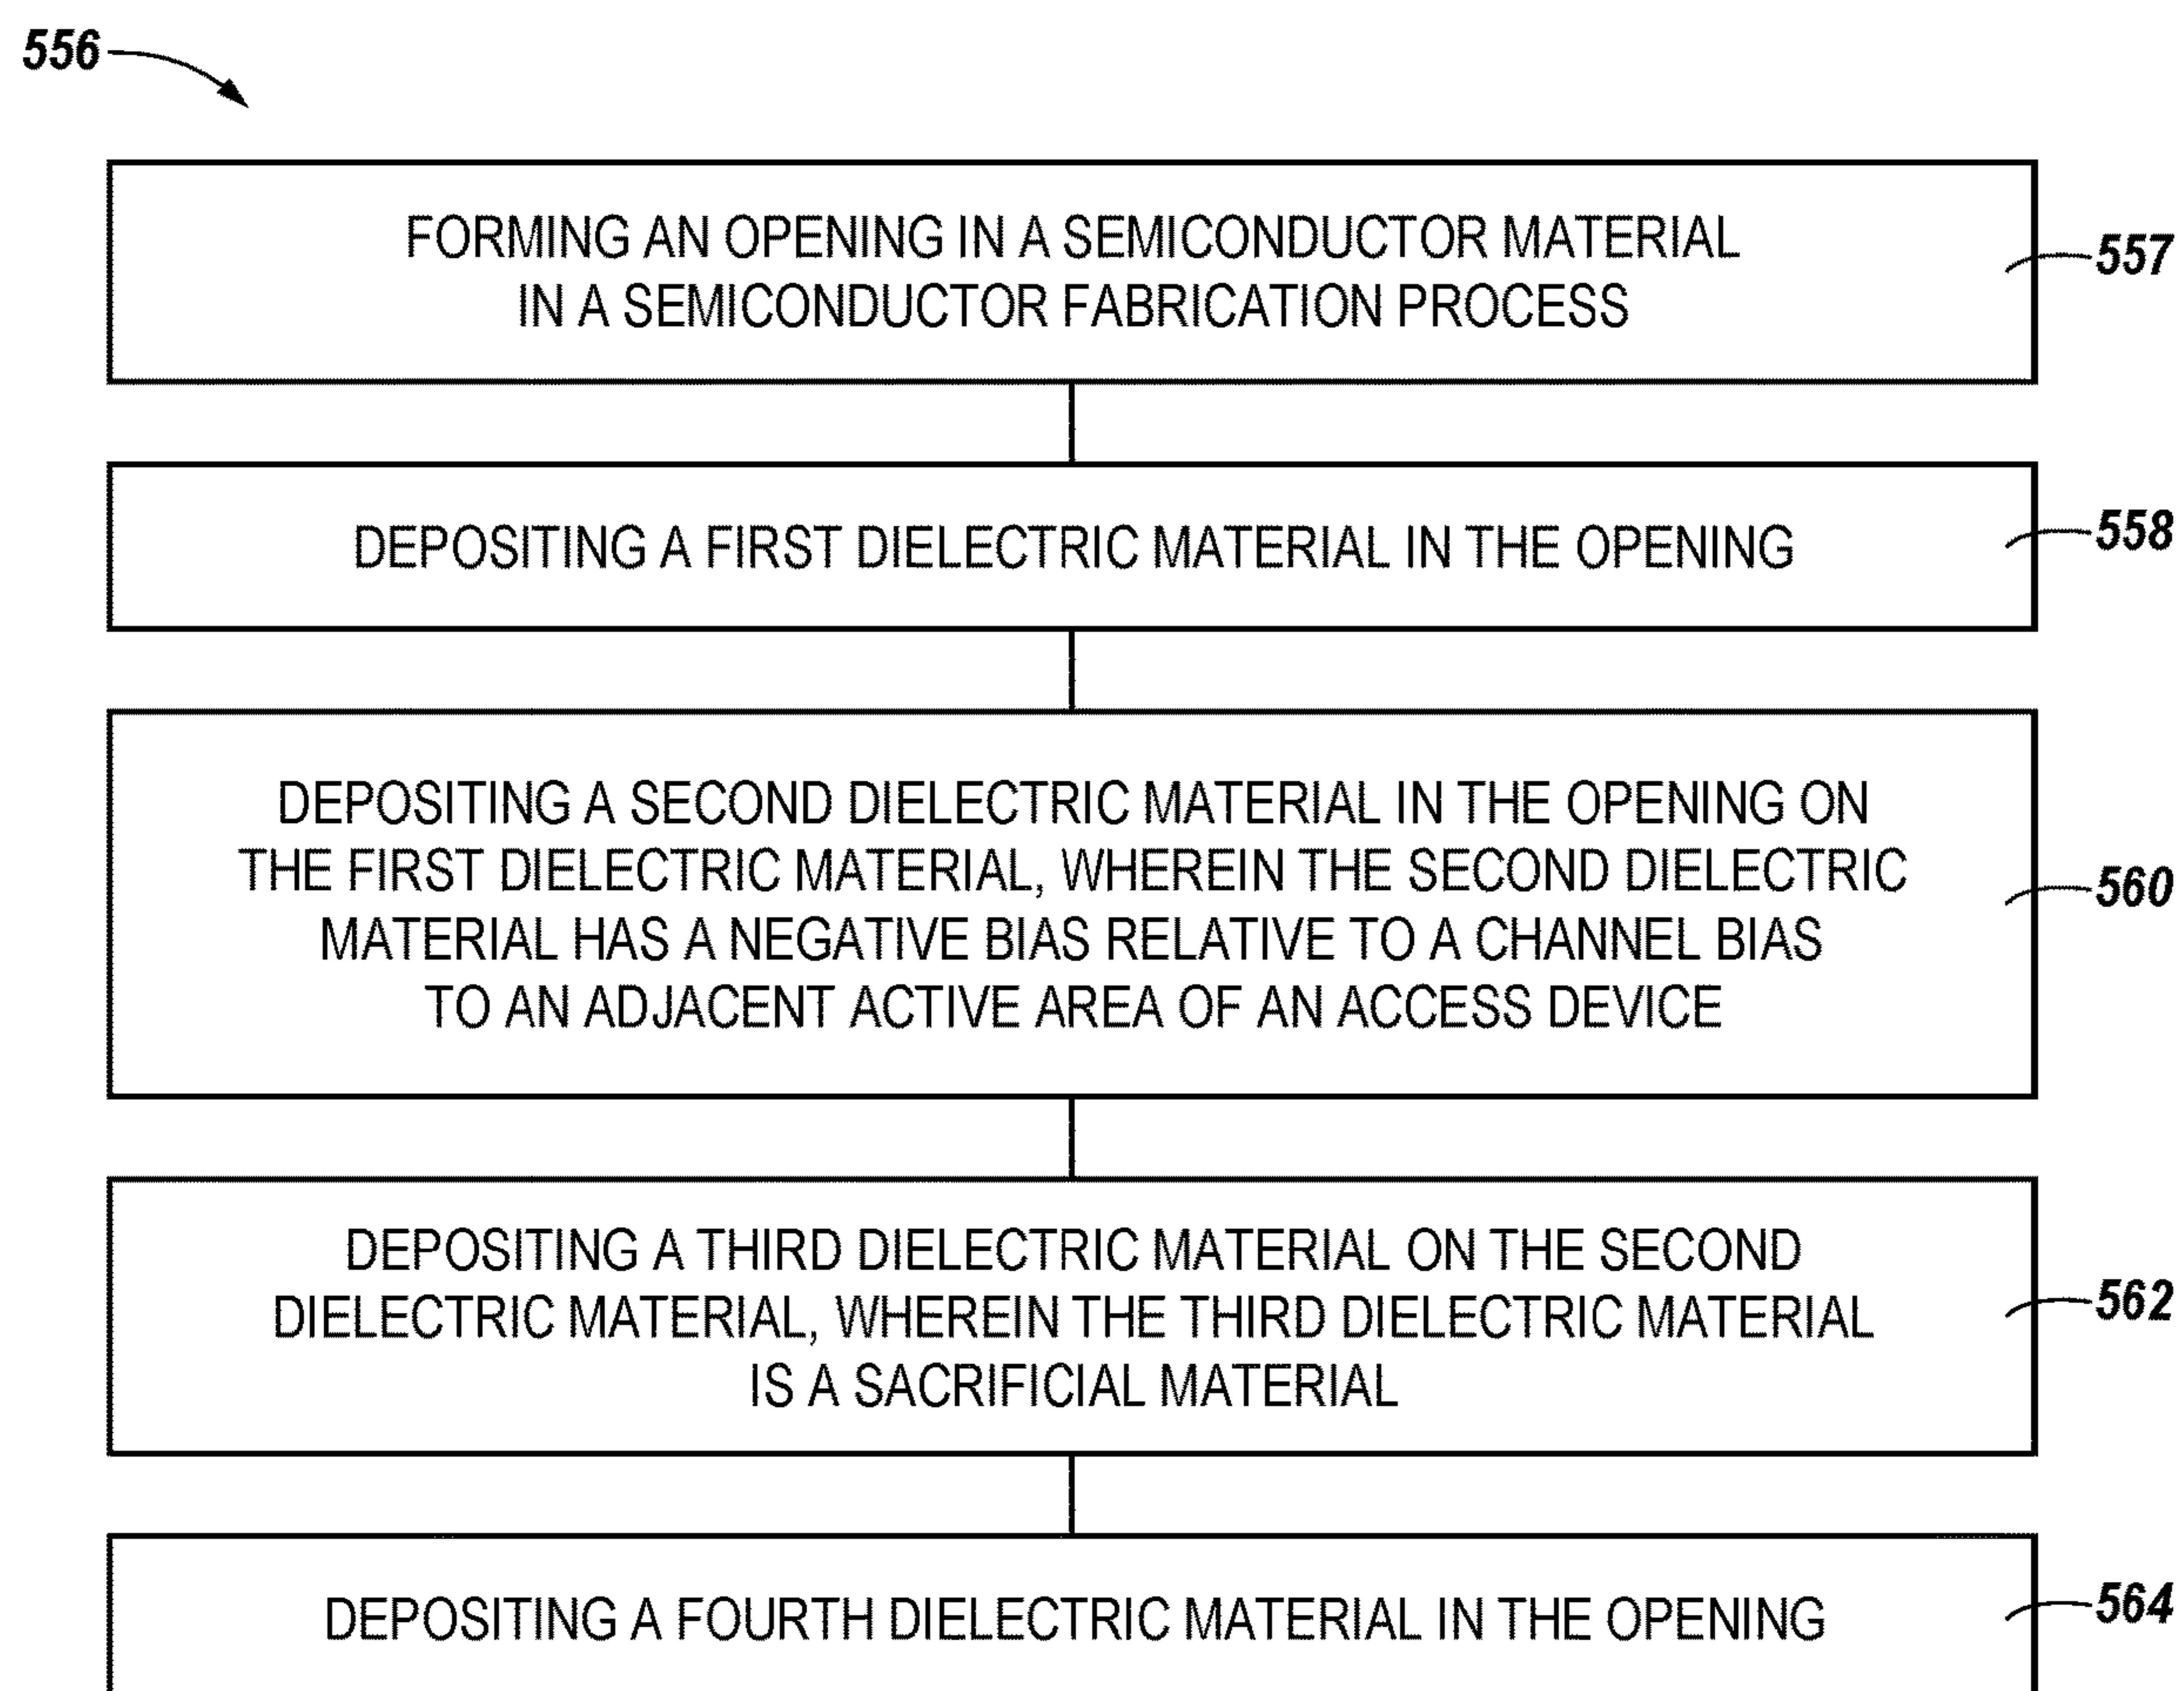 556
FORMING AN OPENING IN A SEMICONDUCTOR MATERIAL
IN A SEMICONDUCTOR FABRICATION PROCESS
557
DEPOSITING A FIRST DIELECTRIC MATERIAL IN THE OPENING
558
DEPOSITING A SECOND DIELECTRIC MATERIAL IN THE OPENING ON
THE FIRST DIELECTRIC MATERIAL, WHEREIN THE SECOND DIELECTRIC
MATERIAL HAS A NEGATIVE BIAS RELATIVE TO A CHANNEL BIAS
TO AN ADJACENT ACTIVE AREA OF AN ACCESS DEVICE
560
DEPOSITING A THIRD DIELECTRIC MATERIAL ON THE SECOND
DIELECTRIC MATERIAL, WHEREIN THE THIRD DIELECTRIC MATERIAL
IS A SACRIFICIAL MATERIAL
562
DEPOSITING A FOURTH DIELECTRIC MATERIAL IN THE OPENING
564